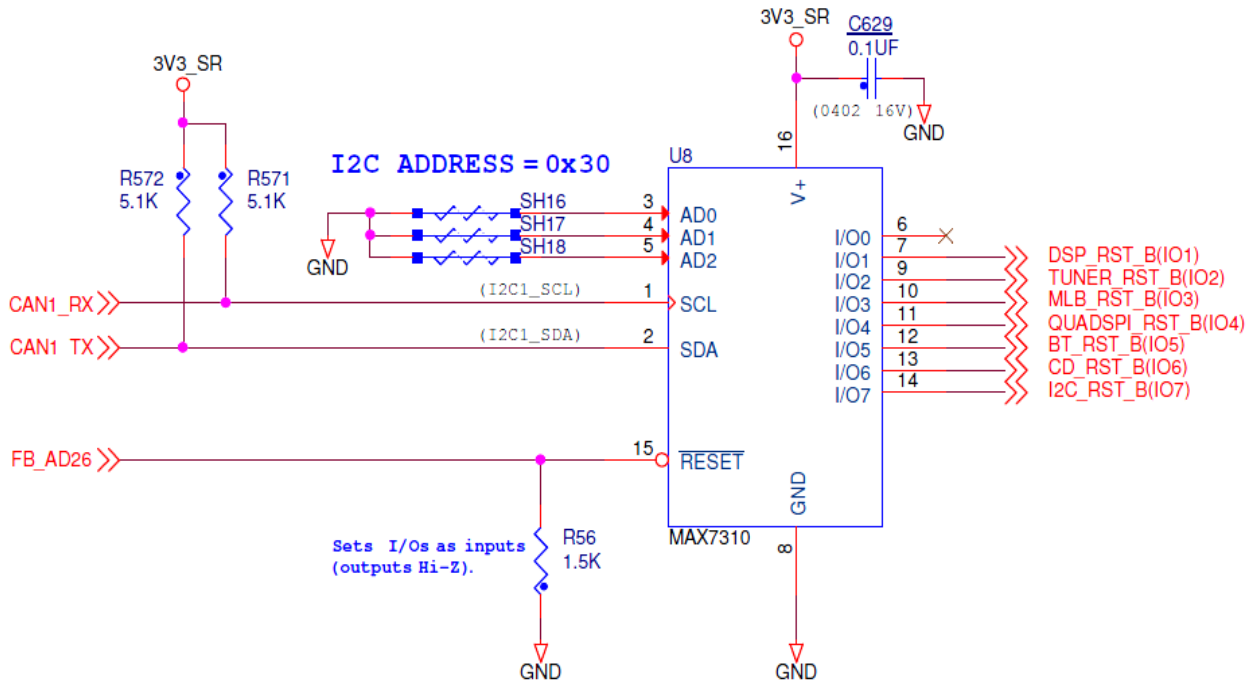 3V3_SR
C629
0.1UF
(0402 16V)
GND
3V3_SR
R572
5.1K
R571
5.1K
I2C ADDRESS = 0x30
GND
SH16
SH17
SH18
3
4
5
U8
16
V+
AD0
AD1
AD2
CAN1_RX
(I2C1_SCL)
1
SCL
CAN1 TX
(I2C1_SDA)
2
SDA
I/O0
I/O1
I/O2
I/O3
I/O4
I/O5
I/O6
I/O7
6
7
9
10
11
12
13
14
DSP_RST_B(IO1)
TUNER_RST_B(IO2)
MLB_RST_B(IO3)
QUADSPI_RST_B(IO4)
BT_RST_B(IO5)
CD_RST_B(IO6)
I2C_RST_B(IO7)
FB_AD26
15
RESET
GND
MAX7310
8
Sets I/Os as inputs
(outputs Hi-Z).
R56
1.5K
GND
GND